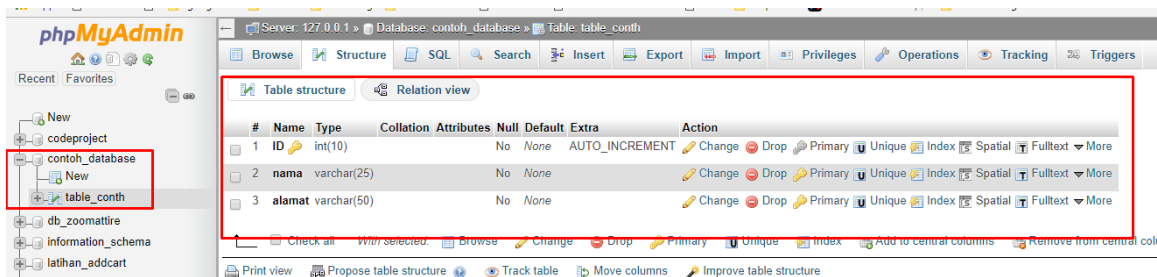 phpMyAdmin
Recent Favorites
New
codeproject
contoh_database
New
table_conth
db_zoomattire
information_schema
latihan_addcart
Server: 127.0.0.1 » Database: contoh_database » Table: table_conth
Browse Structure SQL Search Insert Export Import Privileges Operations Tracking Triggers
Table structure Relation view
# Name Type Collation Attributes Null Default Extra Action
1 ID int(10) No None AUTO_INCREMENT Change Drop Primary Unique Index Spatial Fulltext More
2 nama varchar(25) No None Change Drop Primary Unique Index Spatial Fulltext More
3 alamat varchar(50) No None Change Drop Primary Unique Index Spatial Fulltext More
Check all With selected: Browse Change Drop Primary Unique Index Add to central columns Remove from central
Print view Propose table structure Track table Move columns Improve table structure